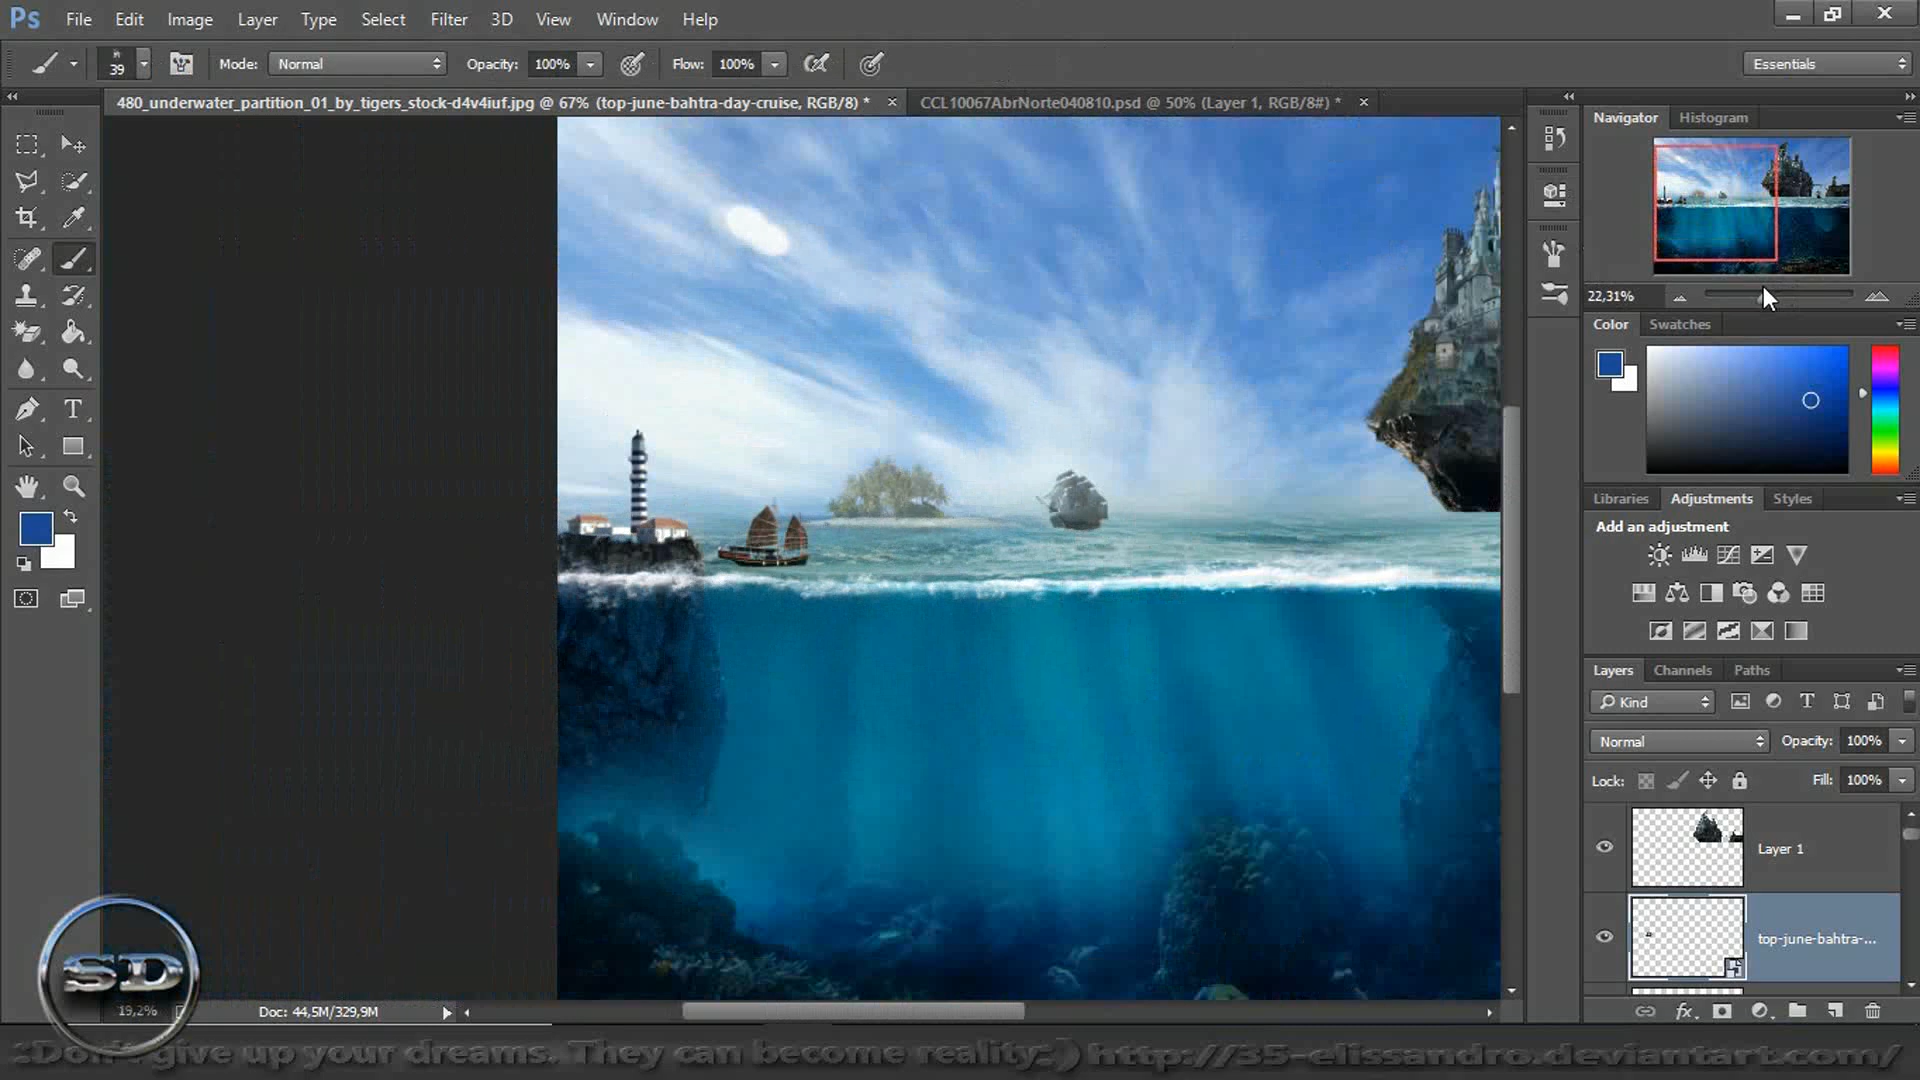 Ps File Edit Image Layer Type Select Filter 3D View Window Help
39 Mode: Normal Opacity: 100% Flow: 100% Essentials
480_underwater_partition_01_by_tigers_stock-d4v4iuf.jpg @ 67% (top-june-bahtra-day-cruise, RGB/8) * CCL10067AbrNorte040810.psd @ 50% (Layer 1, RGB/8#) *
Navigator Histogram
22,31%
Color Swatches
Libraries Adjustments Styles
Add an adjustment
Layers Channels Paths
Kind
Normal Opacity: 100%
Lock: Fill: 100%
Layer 1
top-june-bahtra-...
SD
19,2% Doc: 44,5M/329,9M
:Don't give up your dreams. They can become reality:) http://35-elissandro.deviantart.com/